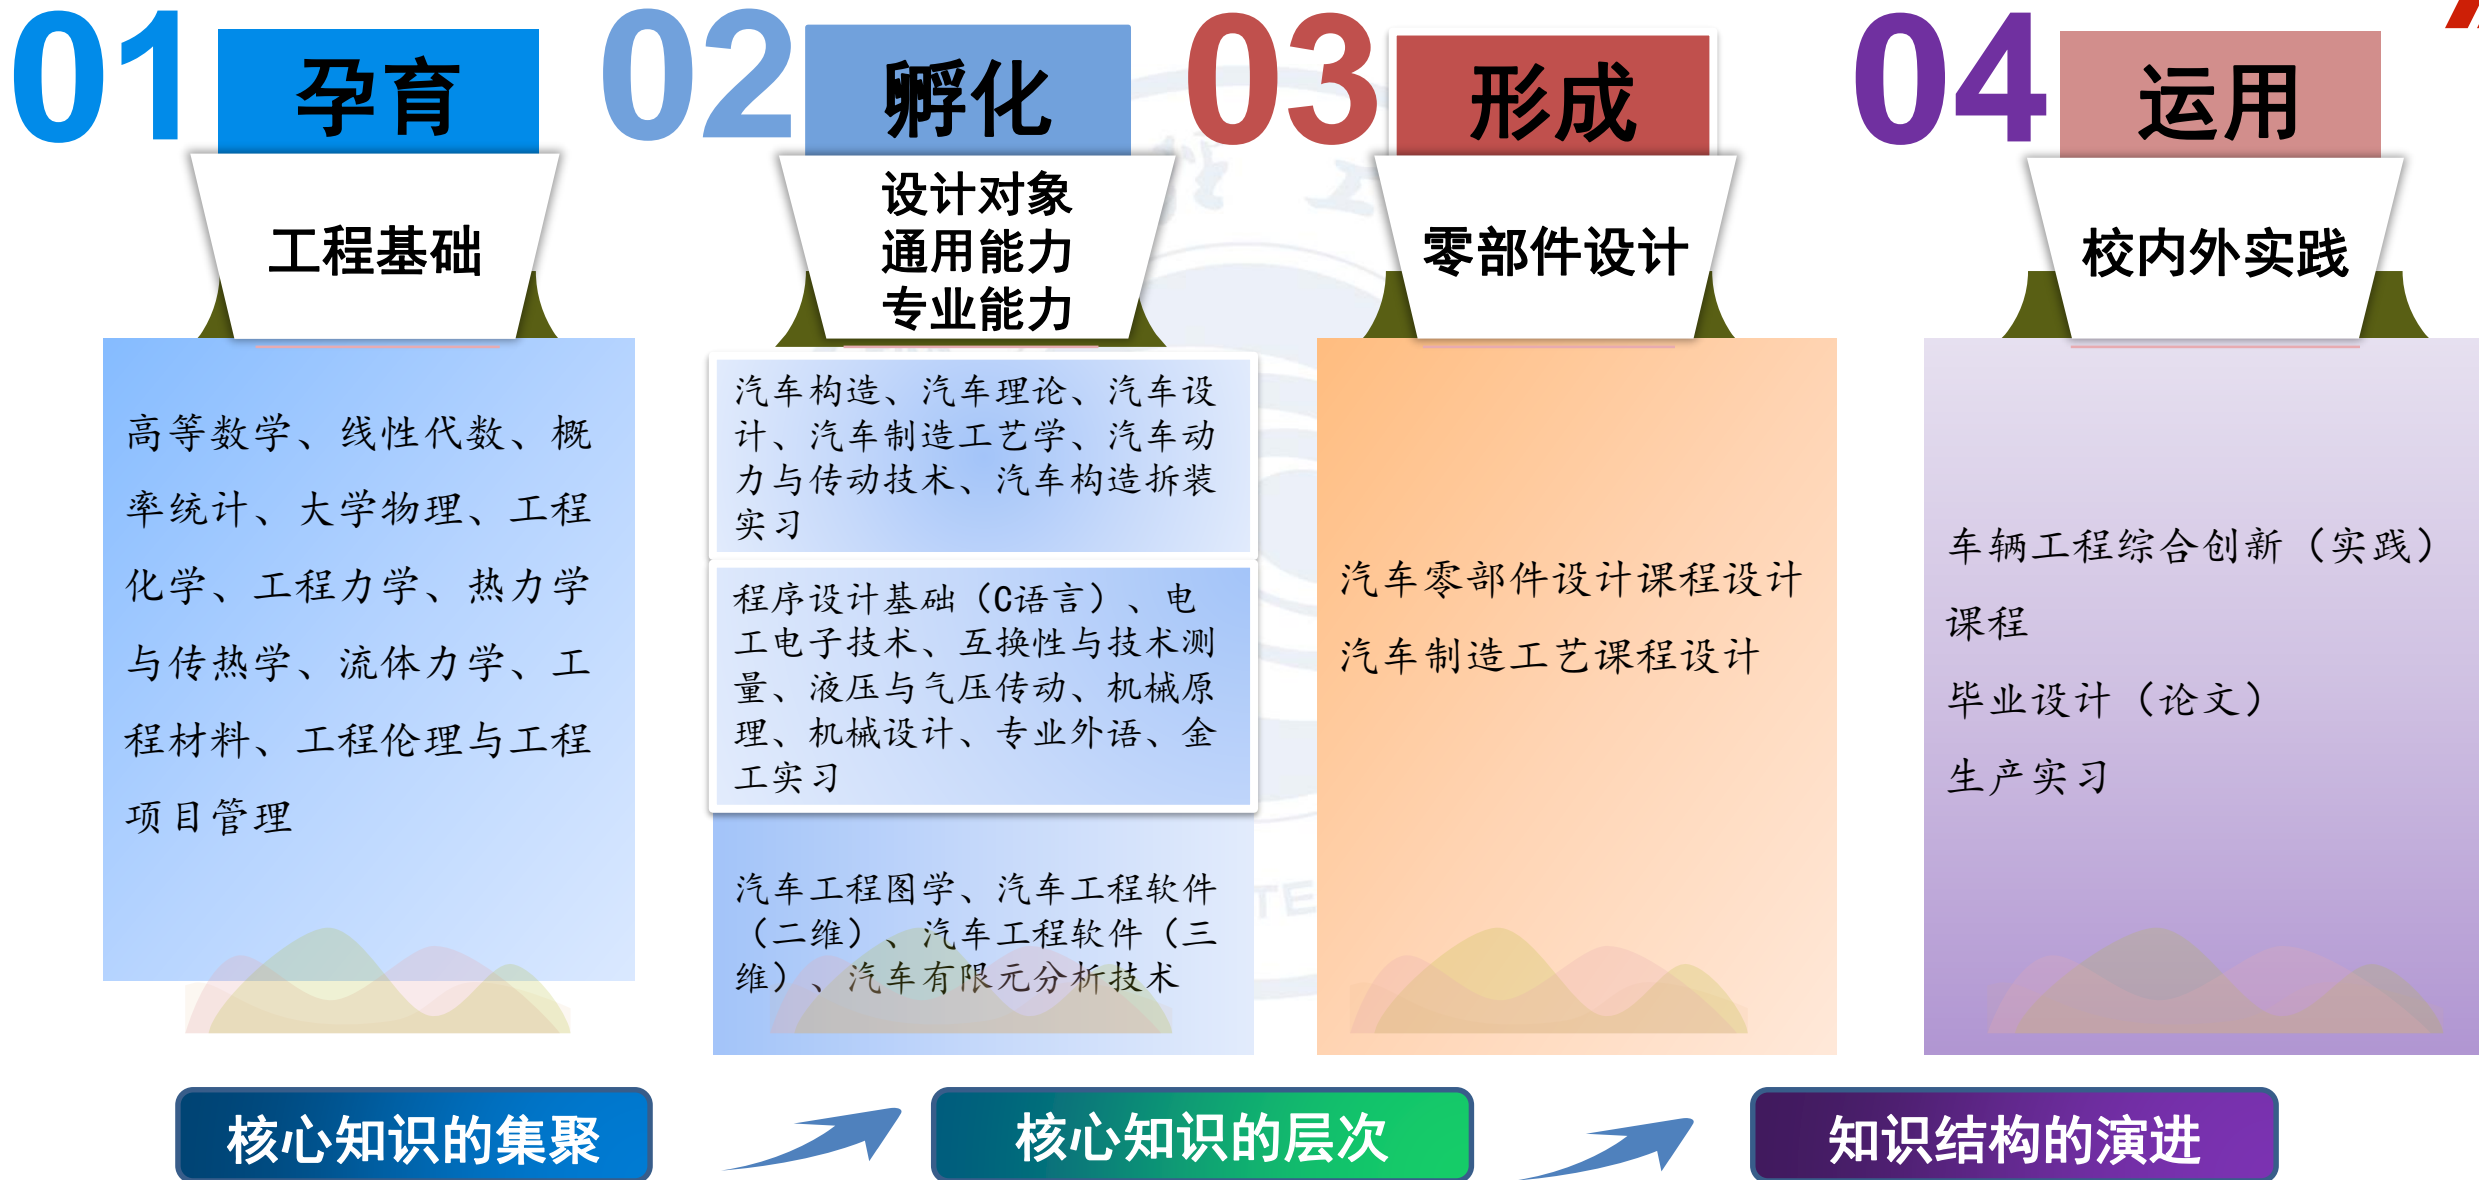 01
孕育
工程基础
高等数学、线性代数、概
率统计、大学物理、工程
化学、工程力学、热力学
与传热学、流体力学、工
程材料、工程伦理与工程
项目管理
02
孵化
设计对象
通用能力
专业能力
汽车构造、汽车理论、汽车设
计、汽车制造工艺学、汽车动
力与传动技术、汽车构造拆装
实习
程序设计基础（C语言）、电
工电子技术、互换性与技术测
量、液压与气压传动、机械原
理、机械设计、专业外语、金
工实习
汽车工程图学、汽车工程软件
（二维）、汽车工程软件（三
维）、汽车有限元分析技术
03
形成
零部件设计
汽车零部件设计课程设计
汽车制造工艺课程设计
04
运用
校内外实践
车辆工程综合创新（实践）
课程
毕业设计（论文）
生产实习
核心知识的集聚
核心知识的层次
知识结构的演进